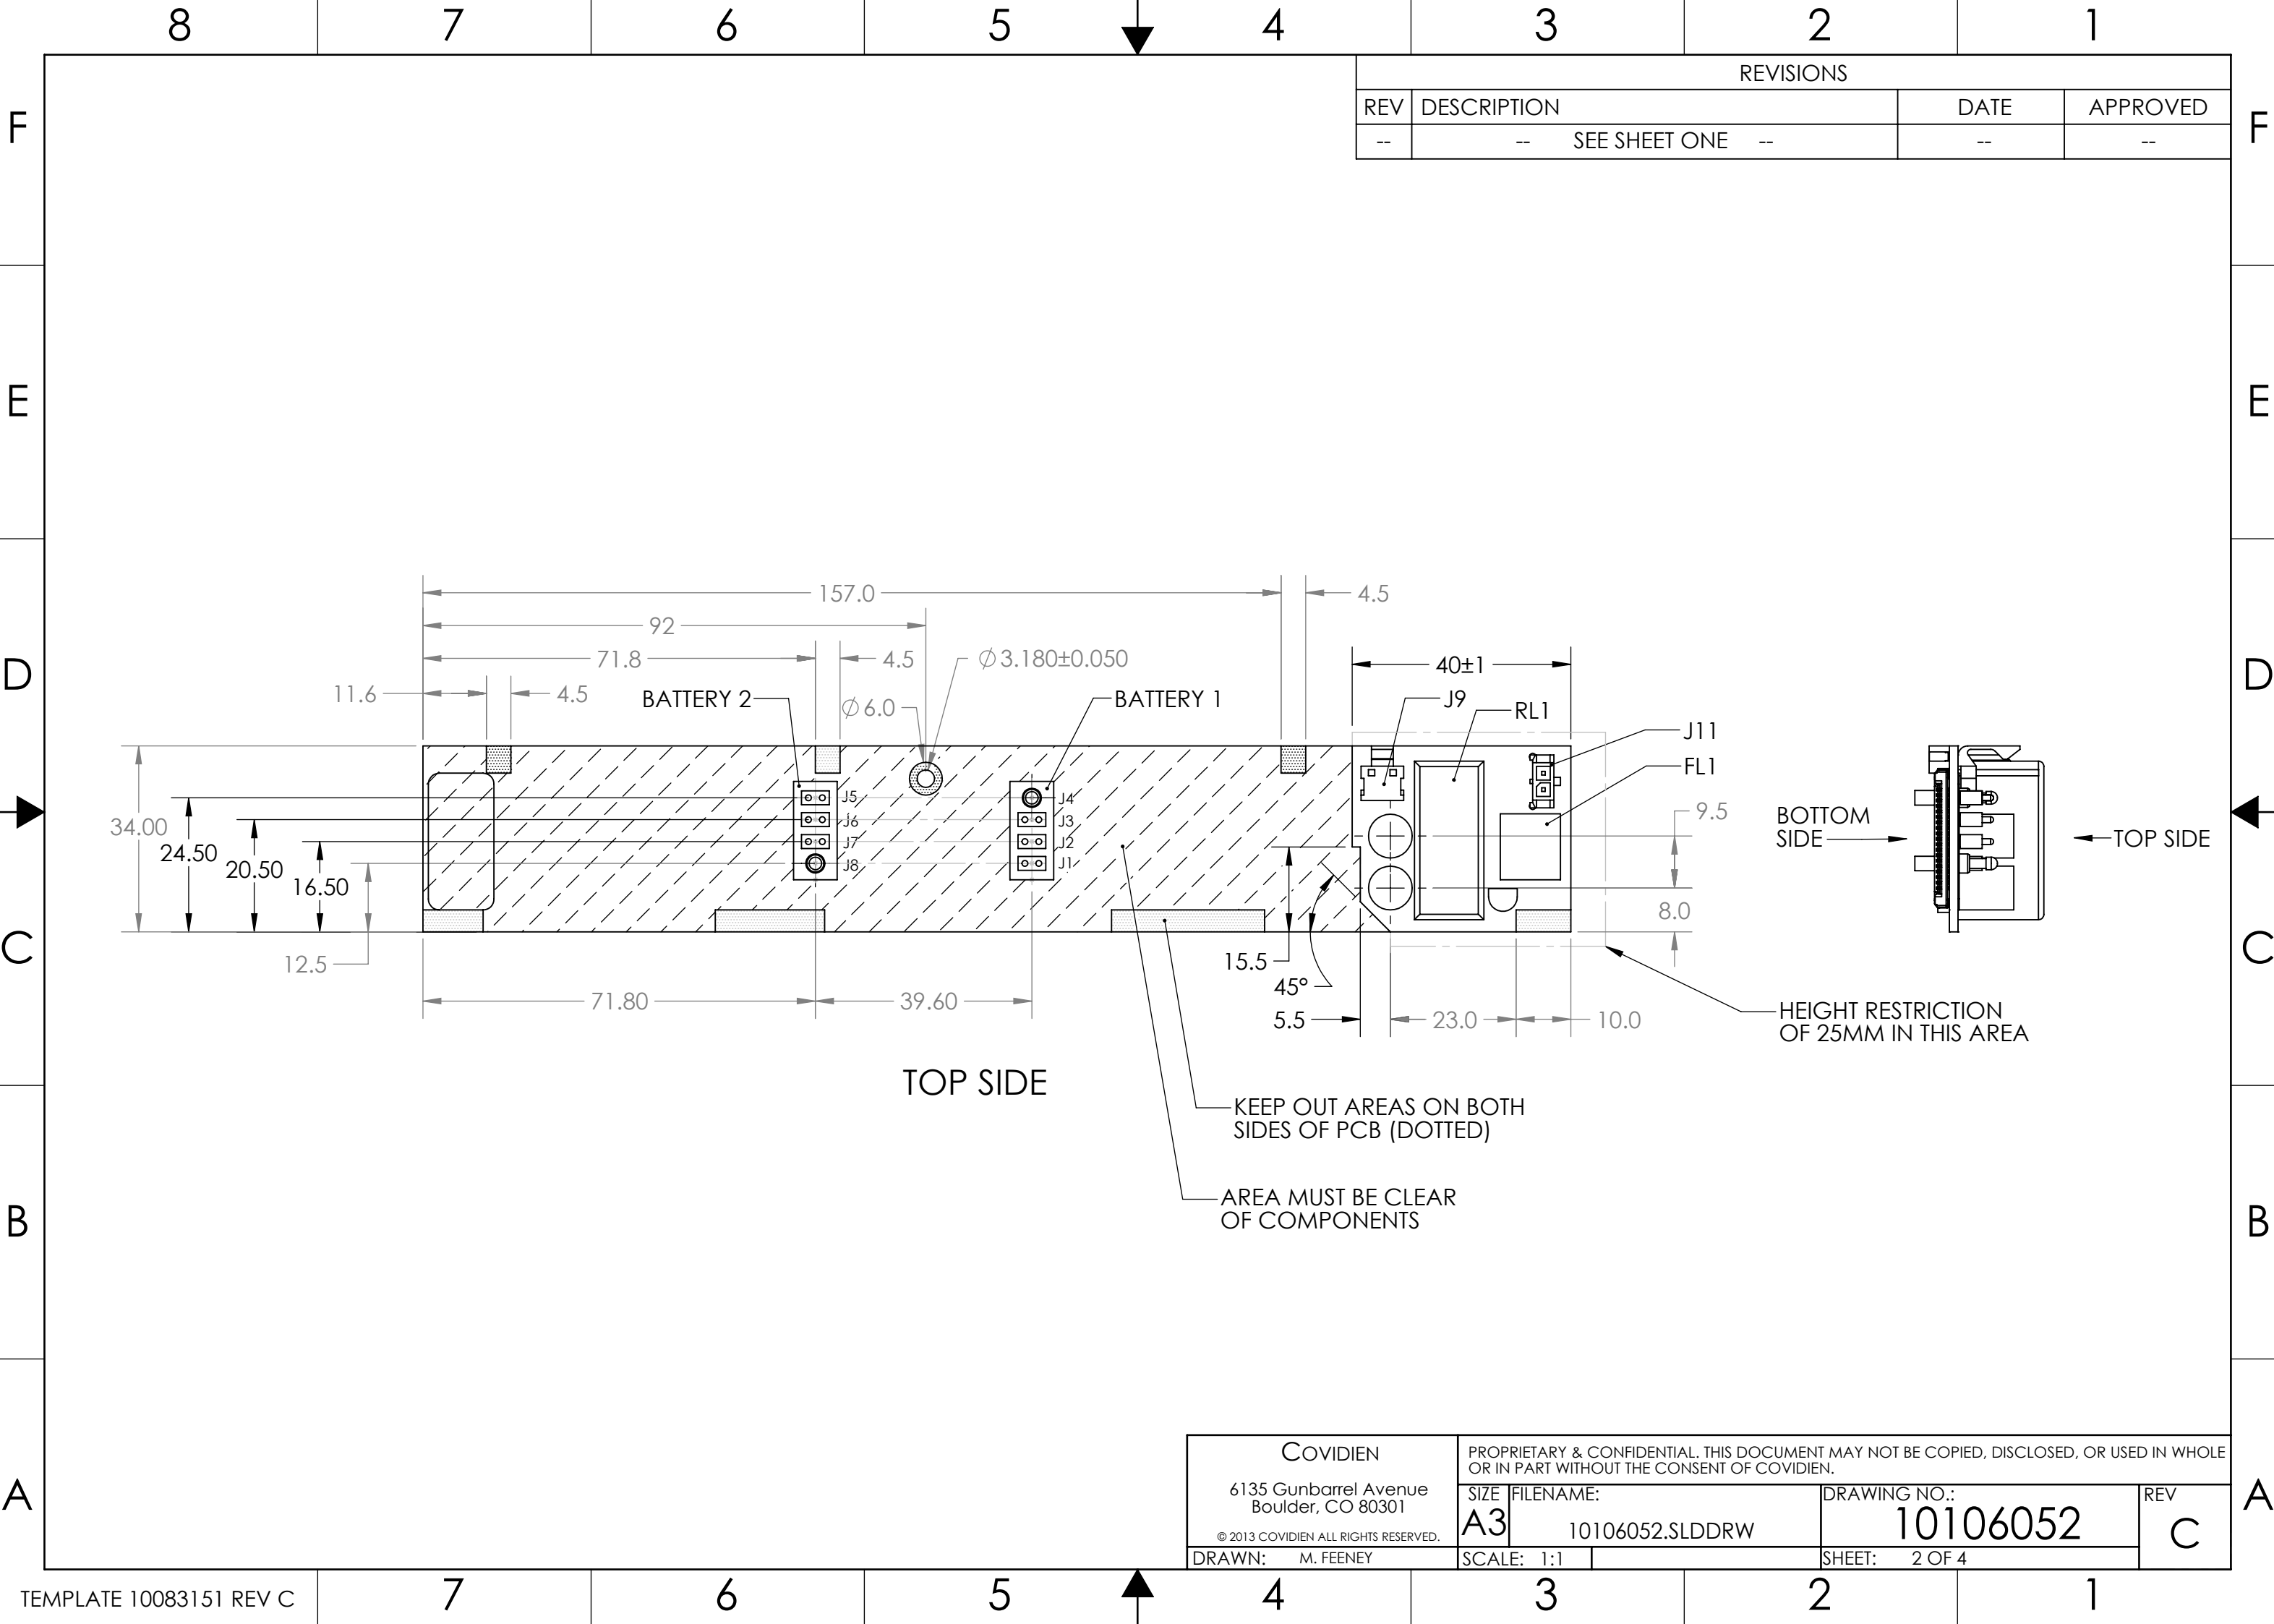 8 7 6 5 4 3 2 1
REVISIONS
REV DESCRIPTION DATE APPROVED
-- -- SEE SHEET ONE -- -- --
F F
E E
D D
157.0 4.5
92
71.8 4.5 Ø3.180±0.050
11.6 4.5 BATTERY 2 Ø6.0 BATTERY 1
40±1
J9
RL1
J11
FL1
J5 J4
J6 J3
J7 J2
J8 J1
34.00
24.50
20.50
16.50
12.5
9.5
8.0
BOTTOM
SIDE
TOP SIDE
C C
15.5
45°
71.80 39.60 5.5 23.0 10.0
HEIGHT RESTRICTION
OF 25MM IN THIS AREA
TOP SIDE
KEEP OUT AREAS ON BOTH
SIDES OF PCB (DOTTED)
AREA MUST BE CLEAR
OF COMPONENTS
B B
A A
COVIDIEN
6135 Gunbarrel Avenue
Boulder, CO 80301
© 2013 COVIDIEN ALL RIGHTS RESERVED.
DRAWN: M. FEENEY
PROPRIETARY & CONFIDENTIAL. THIS DOCUMENT MAY NOT BE COPIED, DISCLOSED, OR USED IN WHOLE
OR IN PART WITHOUT THE CONSENT OF COVIDIEN.
SIZE FILENAME: DRAWING NO.: REV
A3 10106052.SLDDRW 10106052 C
SCALE: 1:1 SHEET: 2 OF 4
TEMPLATE 10083151 REV C
7 6 5 4 3 2 1